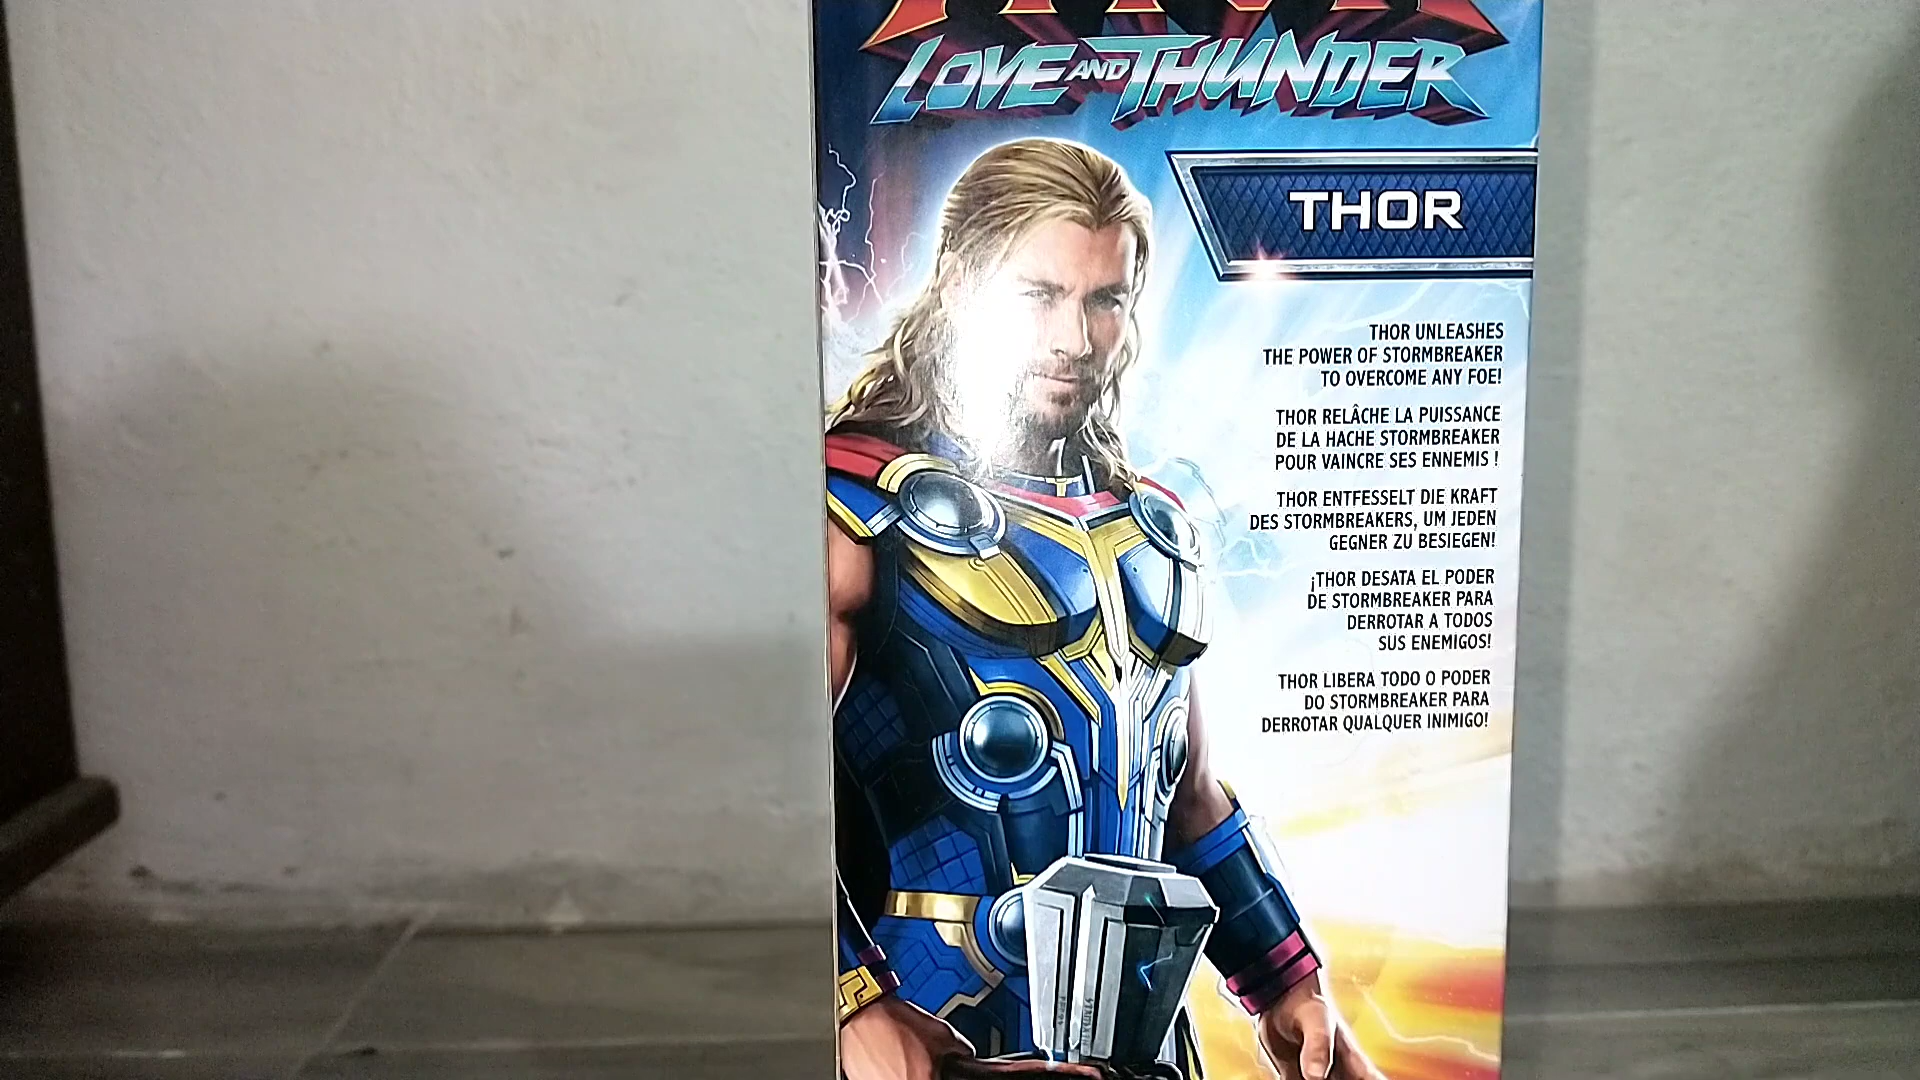 LOVE AND THUNDER
THOR
THOR UNLEASHES
THE POWER OF STORMBREAKER
TO OVERCOME ANY FOE!
THOR RELÂCHE LA PUISSANCE
DE LA HACHE STORMBREAKER
POUR VAINCRE SES ENNEMIS !
THOR ENTFESSELT DIE KRAFT
DES STORMBREAKERS, UM JEDEN
GEGNER ZU BESIEGEN!
¡THOR DESATA EL PODER
DE STORMBREAKER PARA
DERROTAR A TODOS
SUS ENEMIGOS!
THOR LIBERA TODO O PODER
DO STORMBREAKER PARA
DERROTAR QUALQUER INIMIGO!